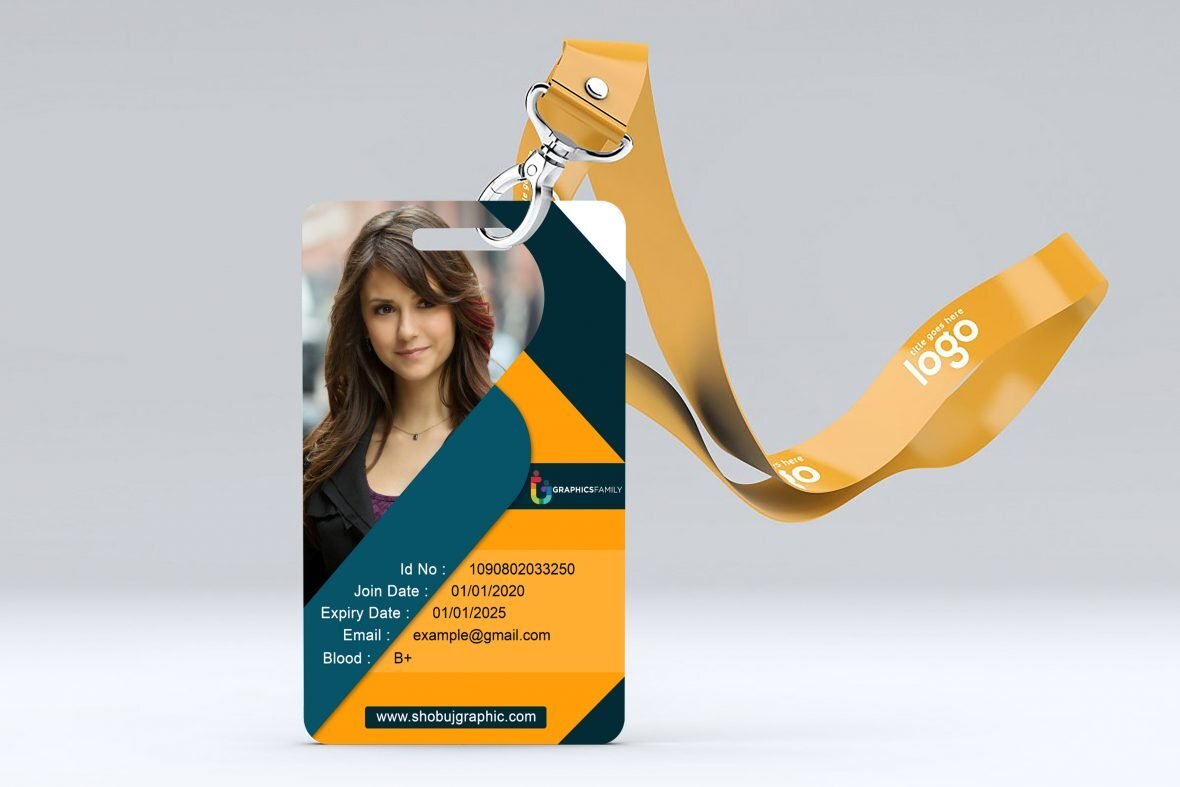 title goes here
logo
GRAPHICSFAMILY
Id No : 1090802033250
Join Date : 01/01/2020
Expiry Date : 01/01/2025
Email : example@gmail.com
Blood : B+
www.shobujgraphic.com